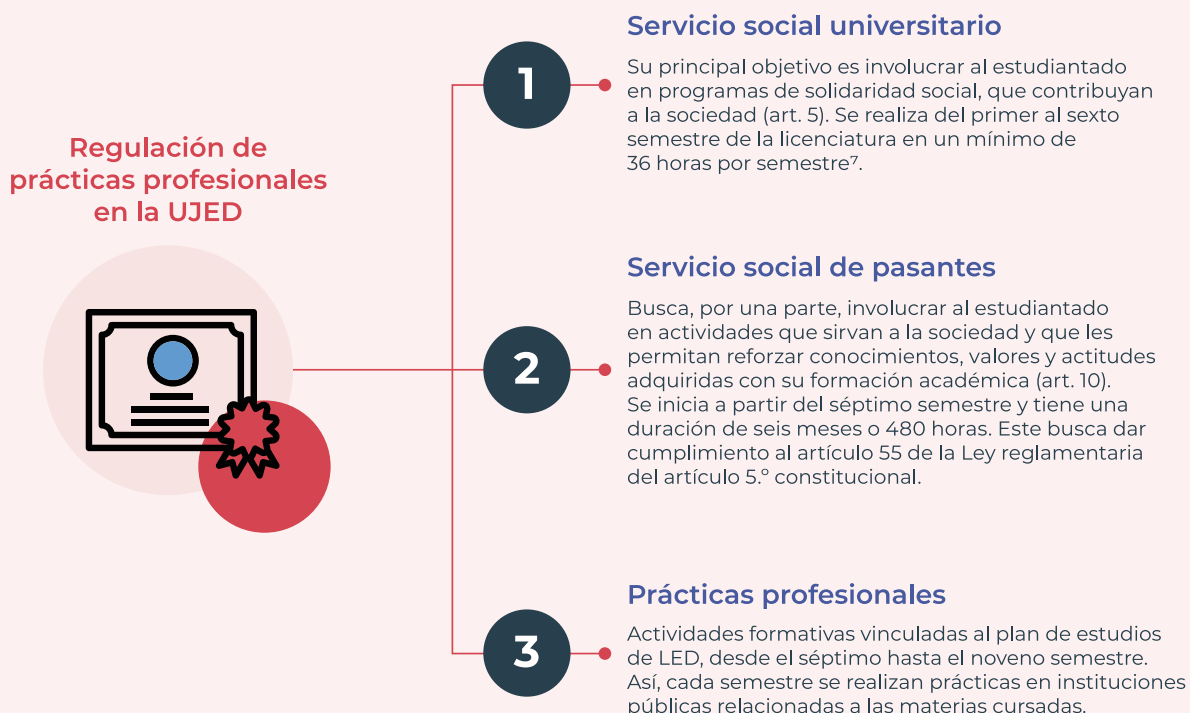 Regulación de
prácticas profesionales
en la UJED
1
Servicio social universitario
Su principal objetivo es involucrar al estudiantado
en programas de solidaridad social, que contribuyan
a la sociedad (art. 5). Se realiza del primer al sexto
semestre de la licenciatura en un mínimo de
36 horas por semestre⁷.
2
Servicio social de pasantes
Busca, por una parte, involucrar al estudiantado
en actividades que sirvan a la sociedad y que les
permitan reforzar conocimientos, valores y actitudes
adquiridas con su formación académica (art. 10).
Se inicia a partir del séptimo semestre y tiene una
duración de seis meses o 480 horas. Este busca dar
cumplimiento al artículo 55 de la Ley reglamentaria
del artículo 5.º constitucional.
3
Prácticas profesionales
Actividades formativas vinculadas al plan de estudios
de LED, desde el séptimo hasta el noveno semestre.
Así, cada semestre se realizan prácticas en instituciones
públicas relacionadas a las materias cursadas.